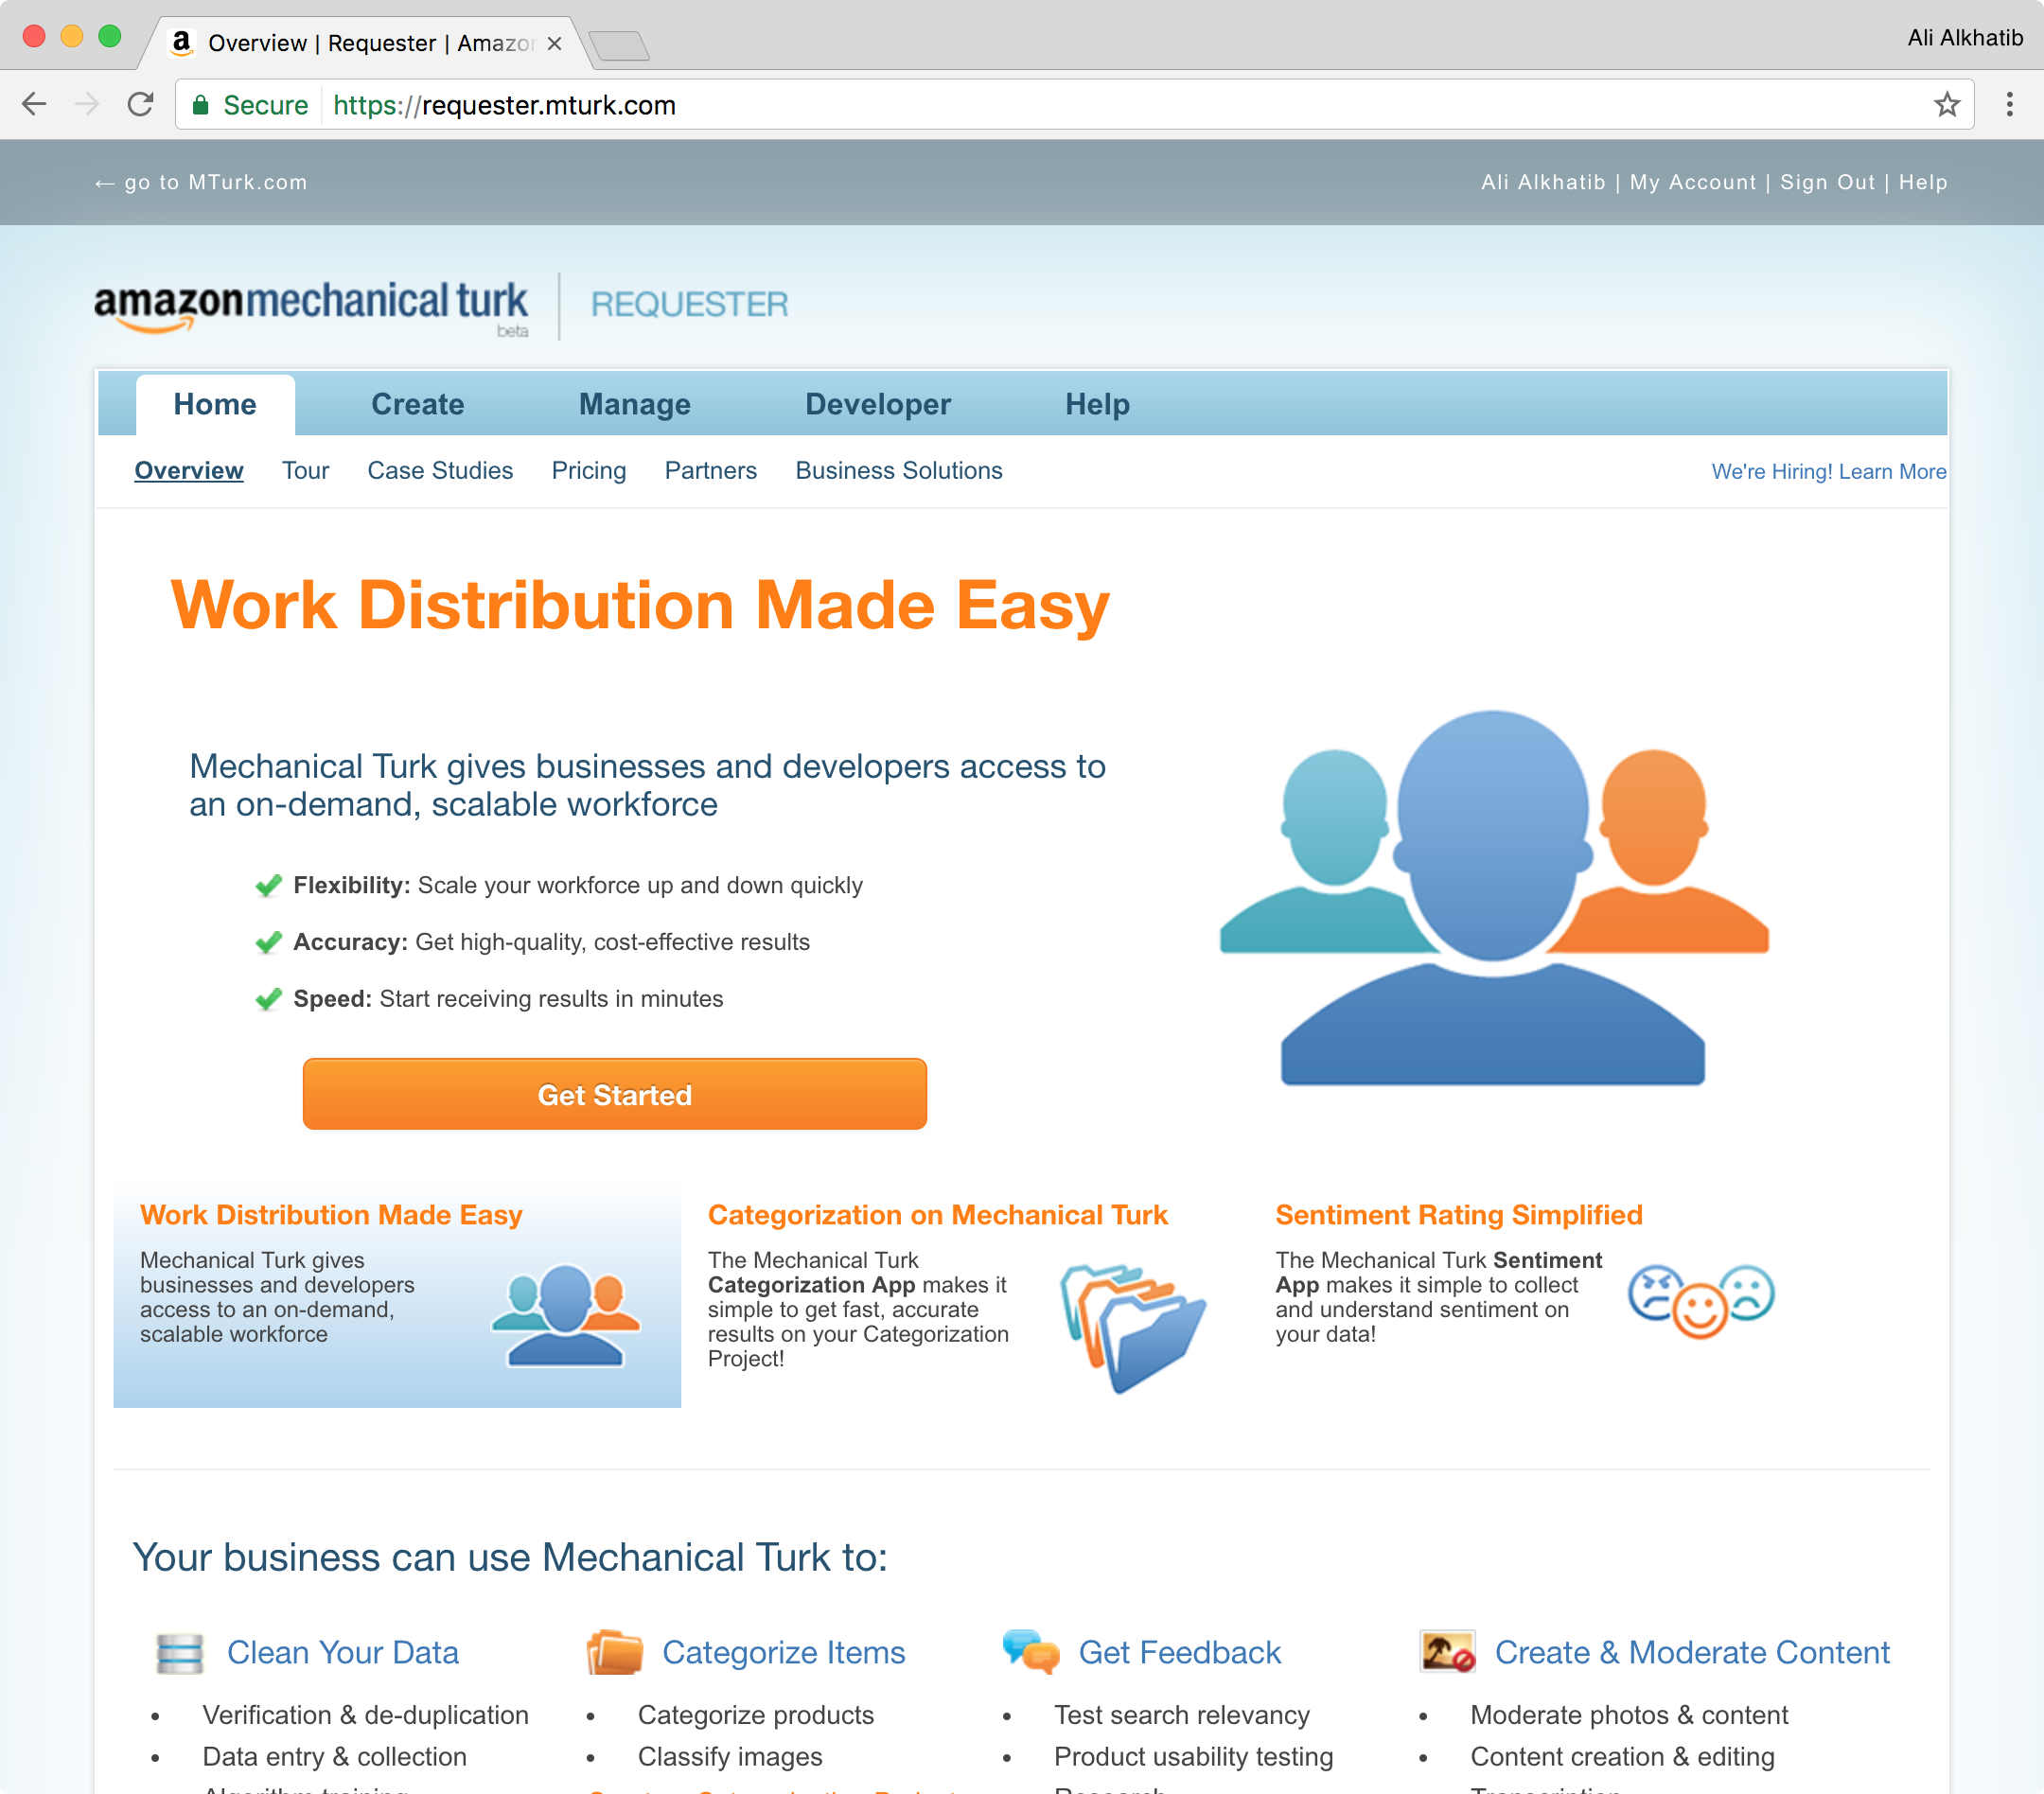 Overview | Requester | Amazon
Ali Alkhatib
Secure
https://requester.mturk.com
← go to MTurk.com
Ali Alkhatib | My Account | Sign Out | Help
amazonmechanical turk
beta
REQUESTER
Home Create Manage Developer Help
Overview Tour Case Studies Pricing Partners Business Solutions
We're Hiring! Learn More
Work Distribution Made Easy
Mechanical Turk gives businesses and developers access to
an on-demand, scalable workforce
Flexibility: Scale your workforce up and down quickly
Accuracy: Get high-quality, cost-effective results
Speed: Start receiving results in minutes
Get Started
Work Distribution Made Easy
Mechanical Turk gives
businesses and developers
access to an on-demand,
scalable workforce
Categorization on Mechanical Turk
The Mechanical Turk
Categorization App makes it
simple to get fast, accurate
results on your Categorization
Project!
Sentiment Rating Simplified
The Mechanical Turk Sentiment
App makes it simple to collect
and understand sentiment on
your data!
Your business can use Mechanical Turk to:
Clean Your Data
• Verification & de-duplication
• Data entry & collection
Categorize Items
• Categorize products
• Classify images
Get Feedback
• Test search relevancy
• Product usability testing
Create & Moderate Content
• Moderate photos & content
• Content creation & editing